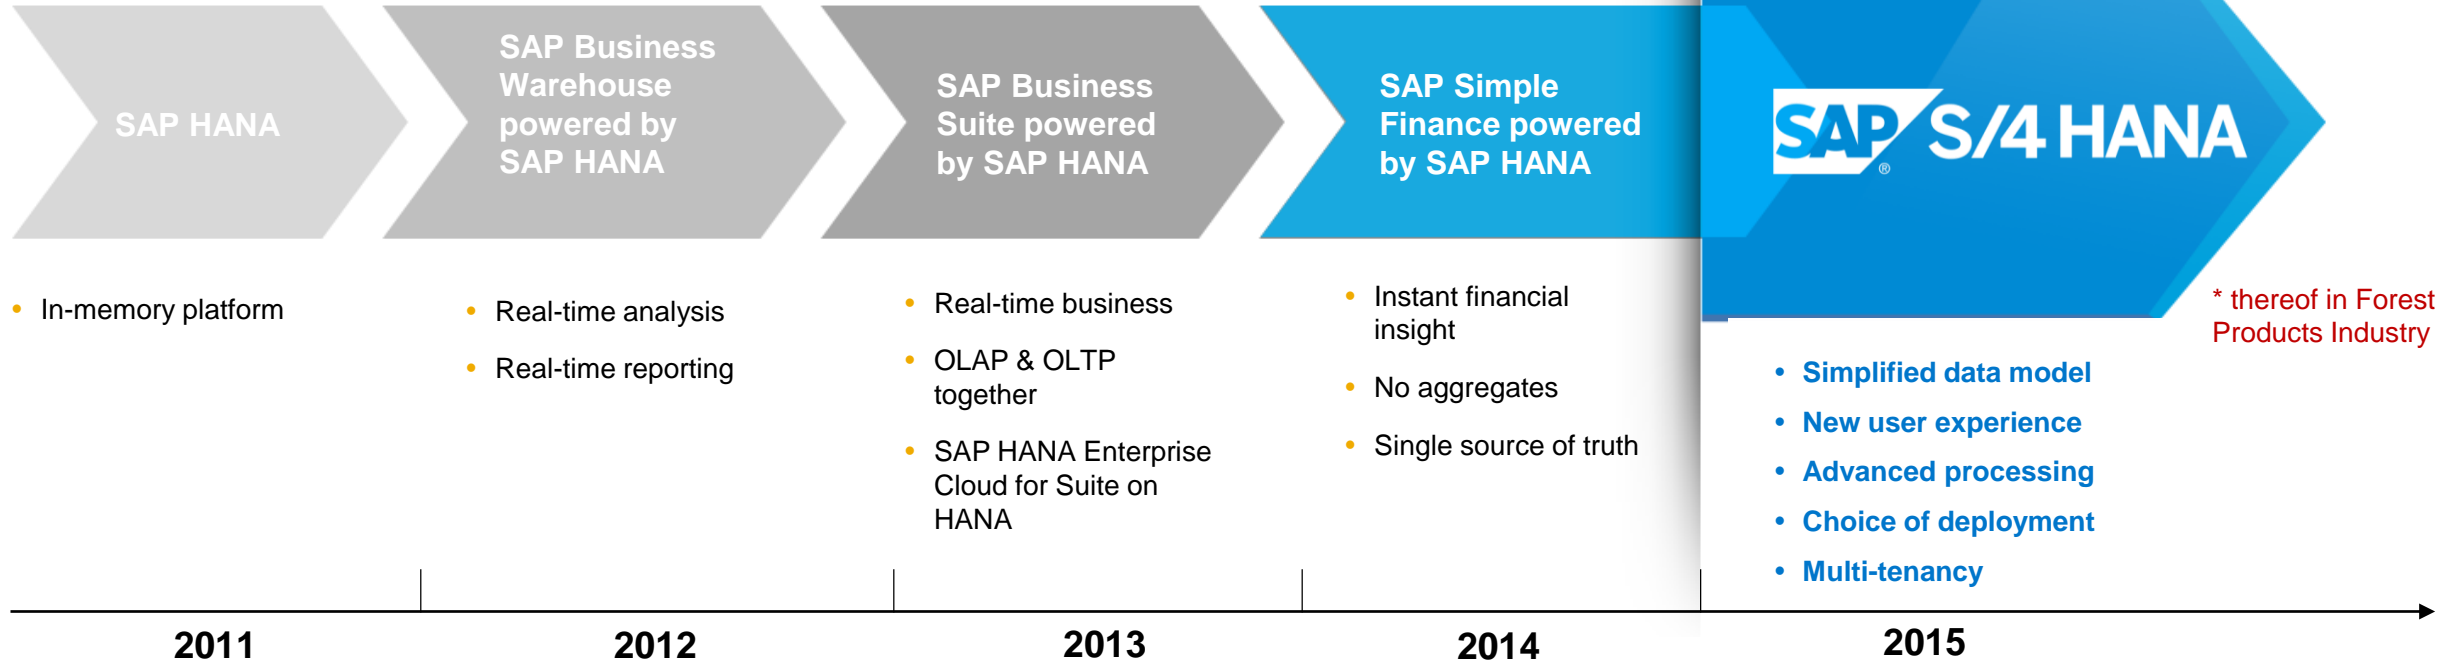 SAP HANA
SAP Business
Warehouse
powered by
SAP HANA
SAP Business
Suite powered
by SAP HANA
SAP Simple
Finance powered
by SAP HANA
SAP® S/4 HANA
• In-memory platform
• Real-time analysis
• Real-time reporting
• Real-time business
• OLAP & OLTP
together
• SAP HANA Enterprise
Cloud for Suite on
HANA
• Instant financial
insight
• No aggregates
• Single source of truth
* thereof in Forest
Products Industry
• Simplified data model
• New user experience
• Advanced processing
• Choice of deployment
• Multi-tenancy
2011
2012
2013
2014
2015